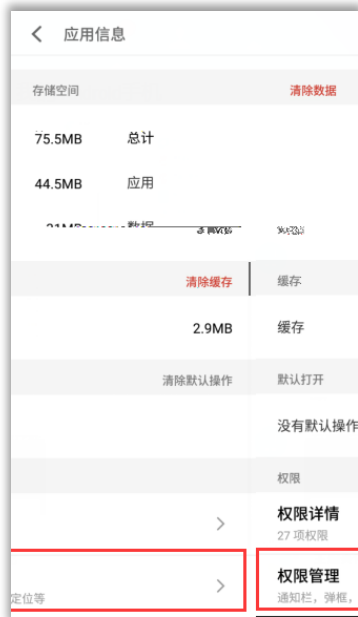 应用信息
存储空间 清除数据
75.5MB 总计
44.5MB 应用
清除缓存 缓存
2.9MB 缓存
清除默认操作 默认打开
没有默认操作
权限
权限详情
27 项权限
权限管理
定位等 通知栏，弹框，